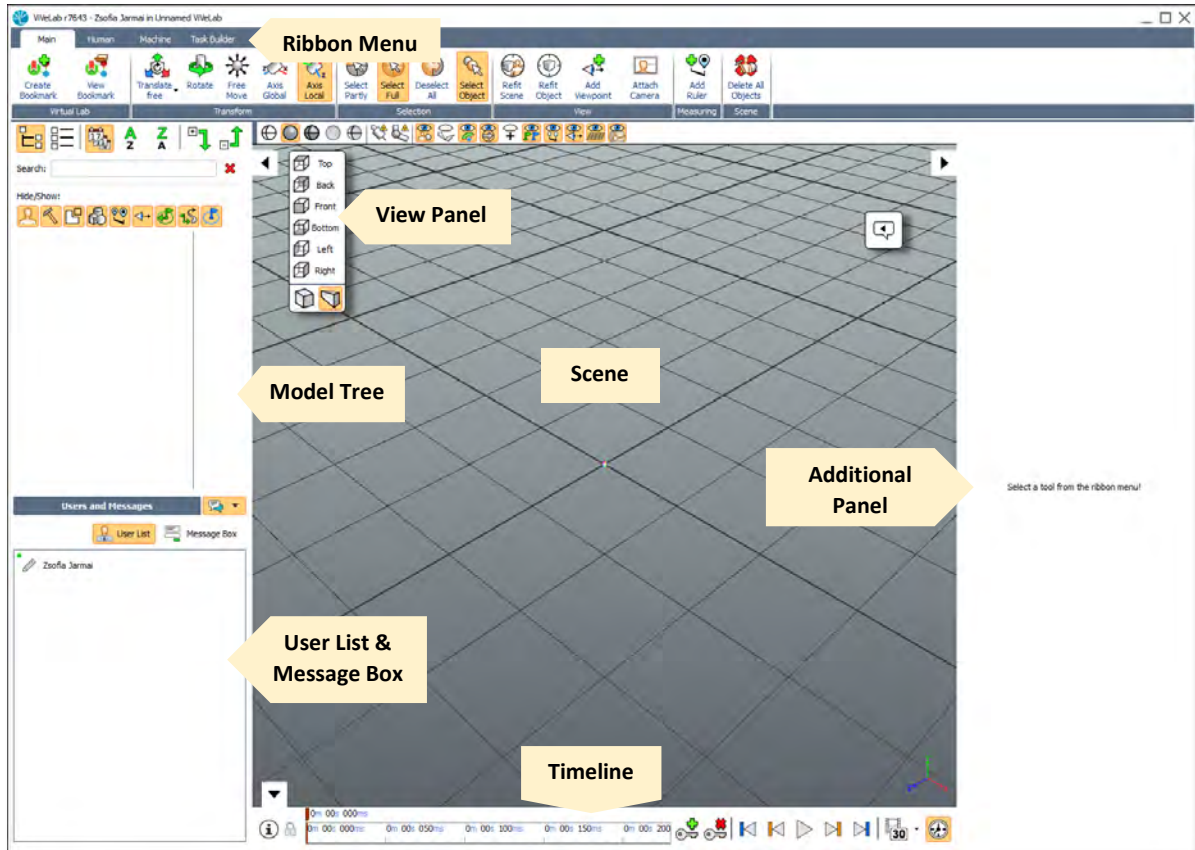 ViVeLab r7643 - Zsofia Jarmai in Unnamed ViVeLab
Main Human Machine Task Builder
Ribbon Menu
Create Bookmark
View Bookmark
Translate free
Rotate
Free Move
Axis Global
Axis Local
Select Partly
Select Full
Deselect All
Select Object
Refit Scene
Refit Object
Add Viewpoint
Attach Camera
Add Ruler
Delete All Objects
Virtual Lab Transform Selection View Measuring Scene
A Z
Z A
Search:
Hide/Show:
Top
Back
Front
Bottom
Left
Right
View Panel
Scene
Model Tree
Additional
Panel
Select a tool from the ribbon menu!
Users and Messages
User List Message Box
Zsofia Jarmai
User List &
Message Box
Timeline
0m 00s 000ms
0m 00s 000ms 0m 00s 050ms 0m 00s 100ms 0m 00s 150ms 0m 00s 200
30